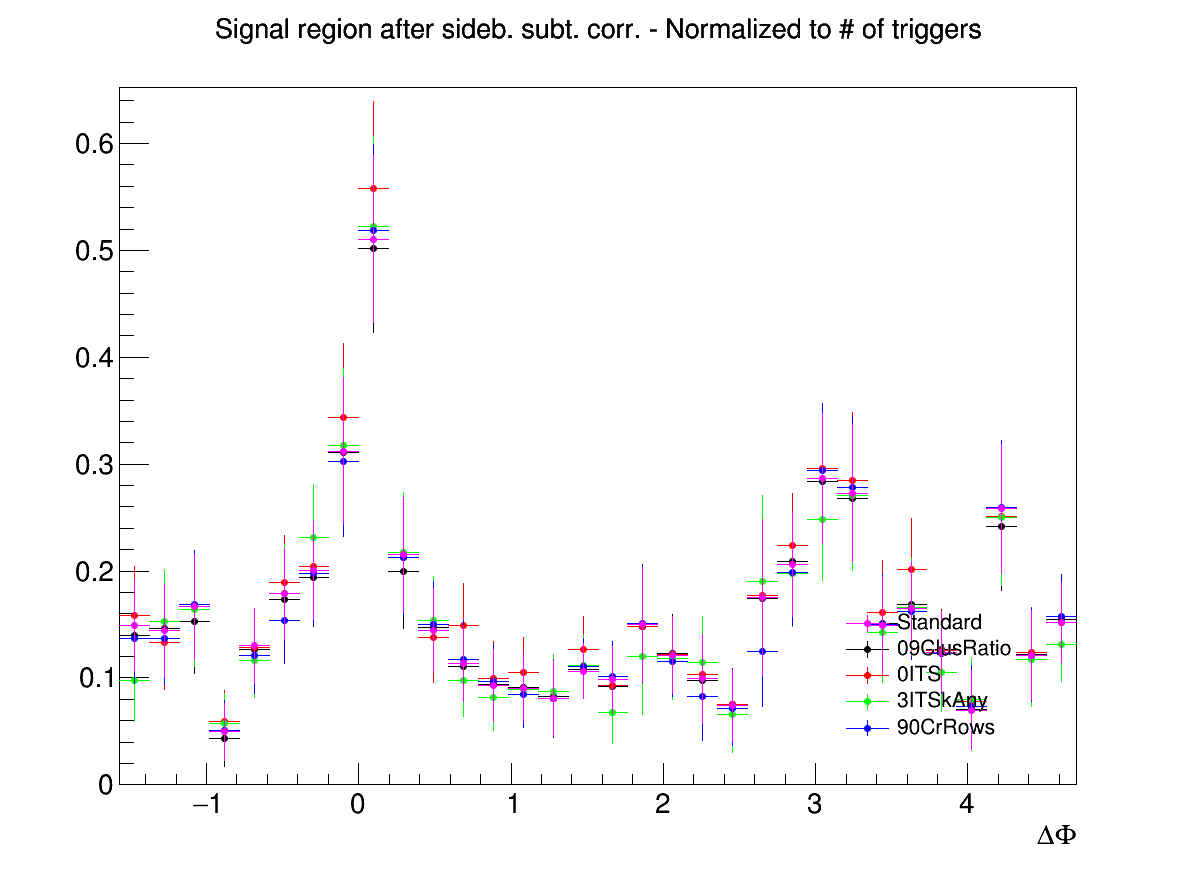 Signal region after sideb. subt. corr. - Normalized to # of triggers
0.6
0.5
0.4
0.3
0.2
0.1
0
Standard
09ClusRatio
0ITS
3ITSkAny
90CrRows
−1 0 1 2 3 4
ΔΦ